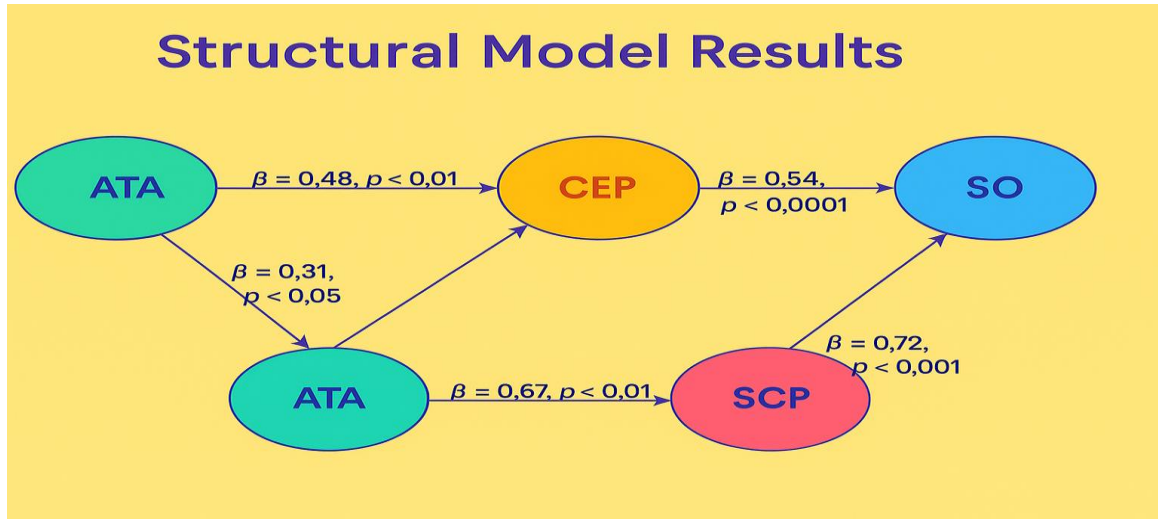 Structural Model Results
ATA
β = 0,48, p < 0,01
CEP
β = 0,54,
p < 0,0001
SO
β = 0,31,
p < 0,05
ATA
β = 0,67, p < 0,01
SCP
β = 0,72,
p < 0,001